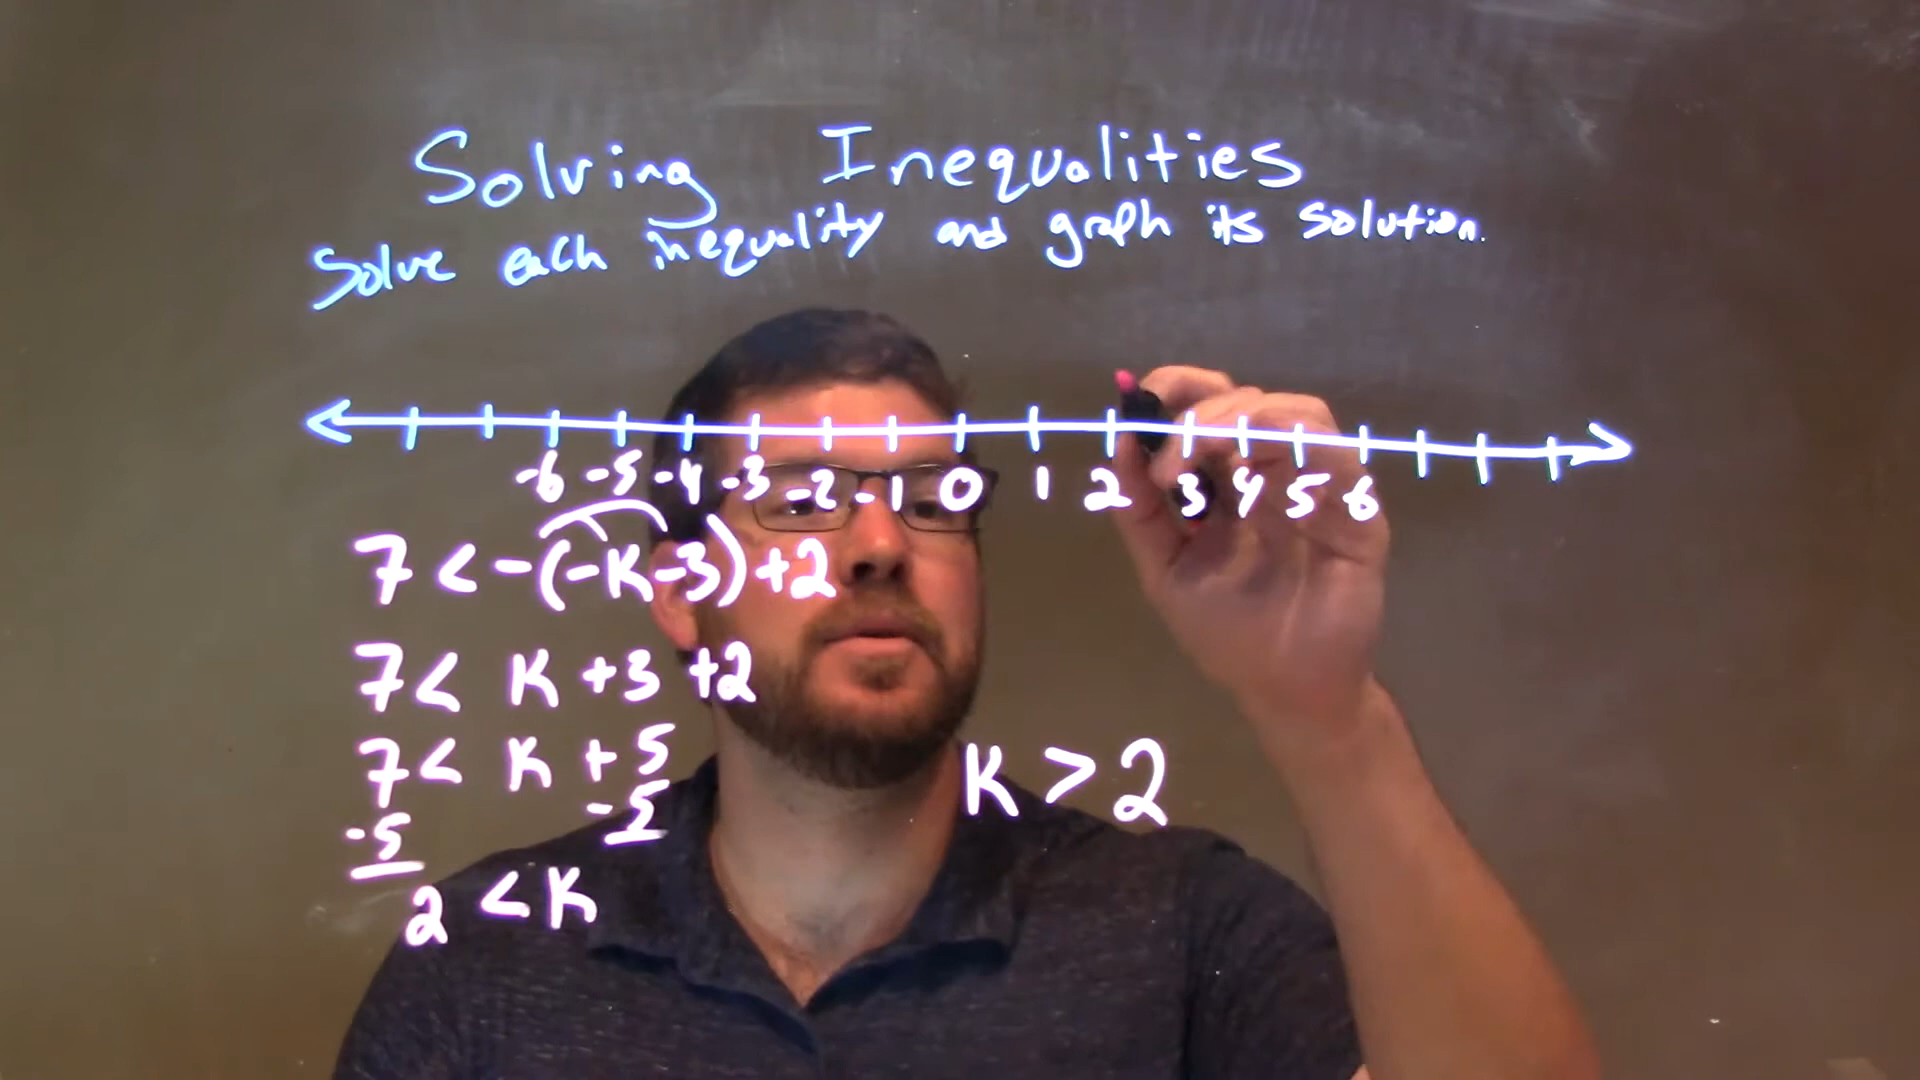 Solving Inequalities
Solve each inequality and graph its solution.
-6 -5 -4 -3 -2 -1 0 1 2 3 4 5 6
7 < -(-K-3)+2
7 < K +3 +2
7 < K + 5
-5 -5
2 < K
K > 2